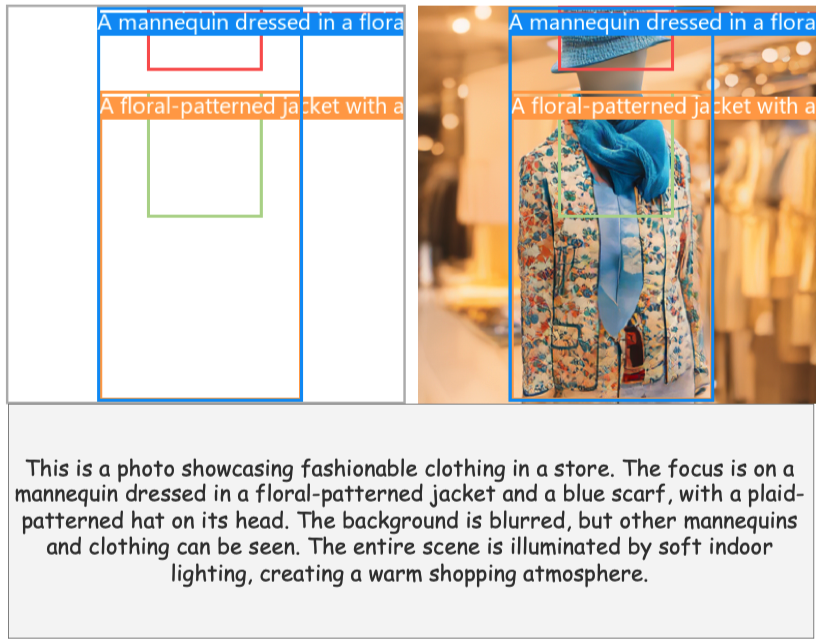 A mannequin dressed in a flora
A mannequin dressed in a flora
A floral-patterned jacket with a
A floral-patterned jacket with a
This is a photo showcasing fashionable clothing in a store. The focus is on a
mannequin dressed in a floral-patterned jacket and a blue scarf, with a plaid-
patterned hat on its head. The background is blurred, but other mannequins
and clothing can be seen. The entire scene is illuminated by soft indoor
lighting, creating a warm shopping atmosphere.